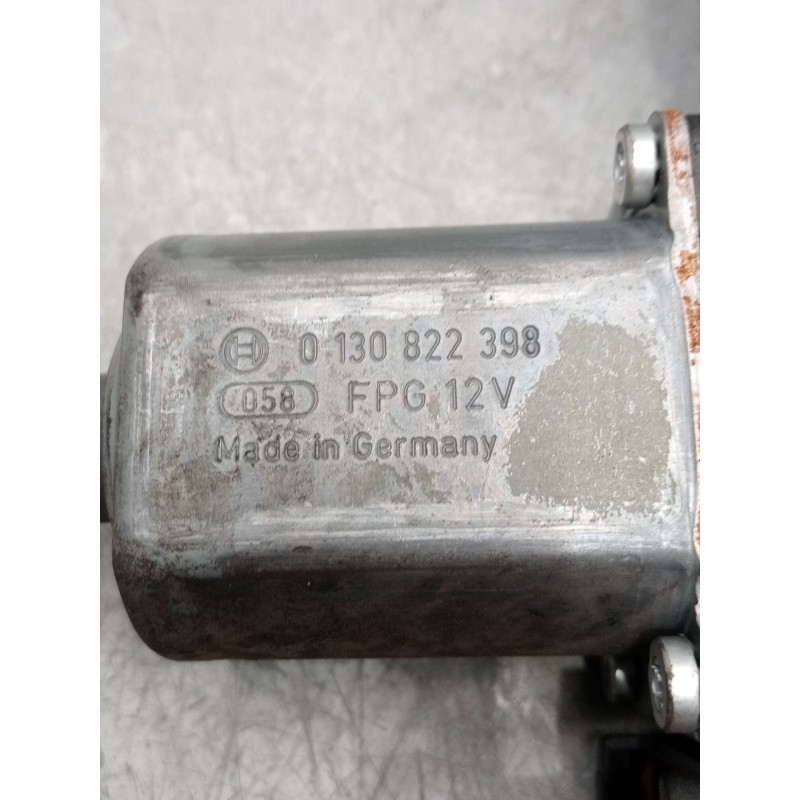 0 130 822 398
058 FPG 12V
Made in Germany